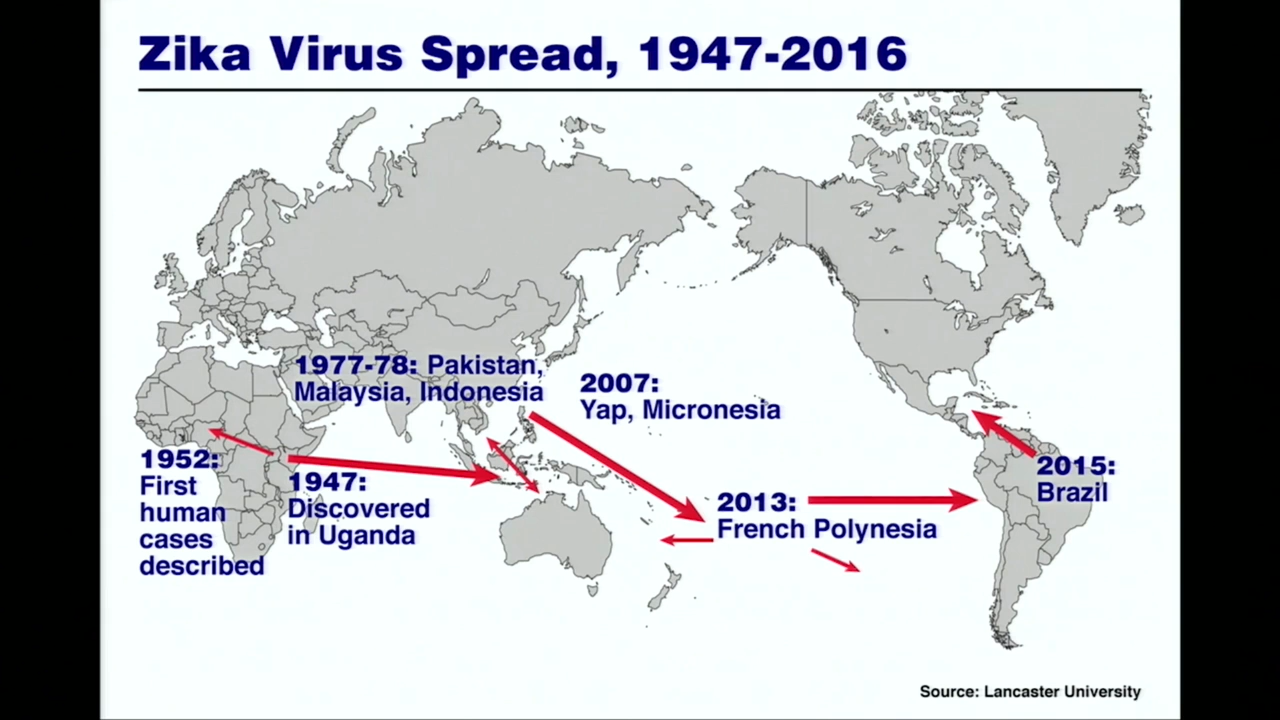 Zika Virus Spread, 1947-2016
1977-78: Pakistan,
Malaysia, Indonesia
2007:
Yap, Micronesia
1952:
First
human
cases
described
1947:
Discovered
in Uganda
2013:
French Polynesia
2015:
Brazil
Source: Lancaster University